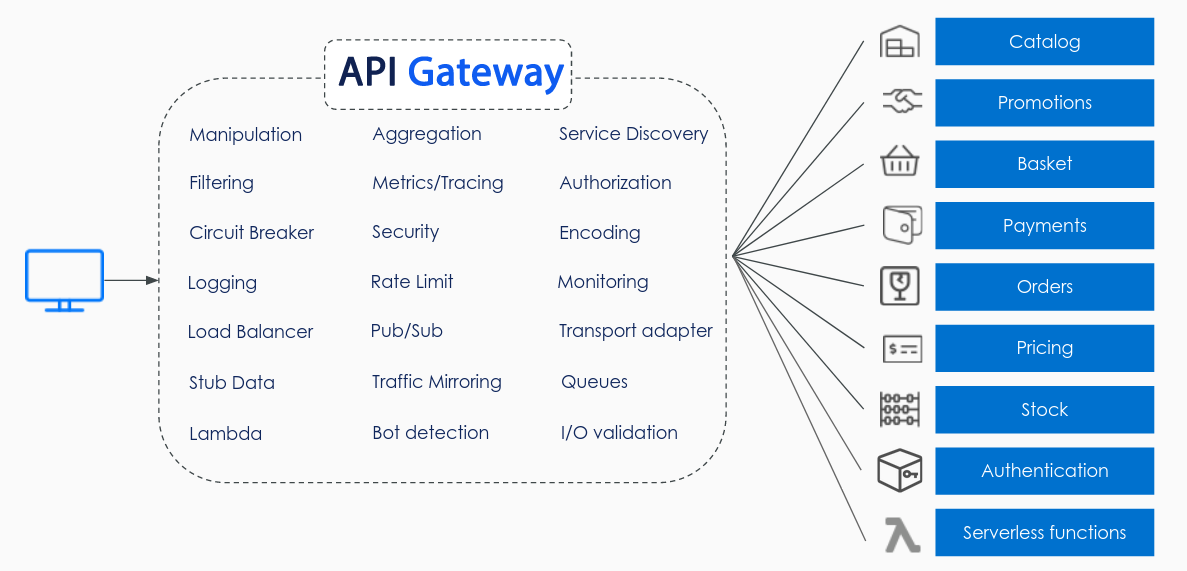 API Gateway
Manipulation
Aggregation
Service Discovery
Filtering
Metrics/Tracing
Authorization
Circuit Breaker
Security
Encoding
Logging
Rate Limit
Monitoring
Load Balancer
Pub/Sub
Transport adapter
Stub Data
Traffic Mirroring
Queues
Lambda
Bot detection
I/O validation
Catalog
Promotions
Basket
Payments
Orders
Pricing
Stock
Authentication
Serverless functions